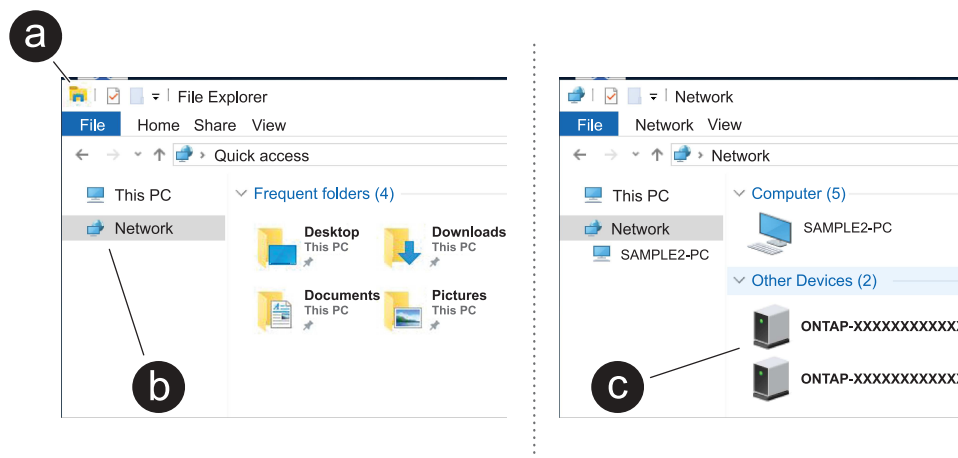 a
File Explorer
File Home Share View
Quick access
This PC
Network
Frequent folders (4)
Desktop
This PC
Downloads
This PC
Documents
This PC
Pictures
This PC
b
Network
File Network View
Network
This PC
Network
SAMPLE2-PC
Computer (5)
SAMPLE2-PC
Other Devices (2)
ONTAP-XXXXXXXXXXX
ONTAP-XXXXXXXXXXX
c